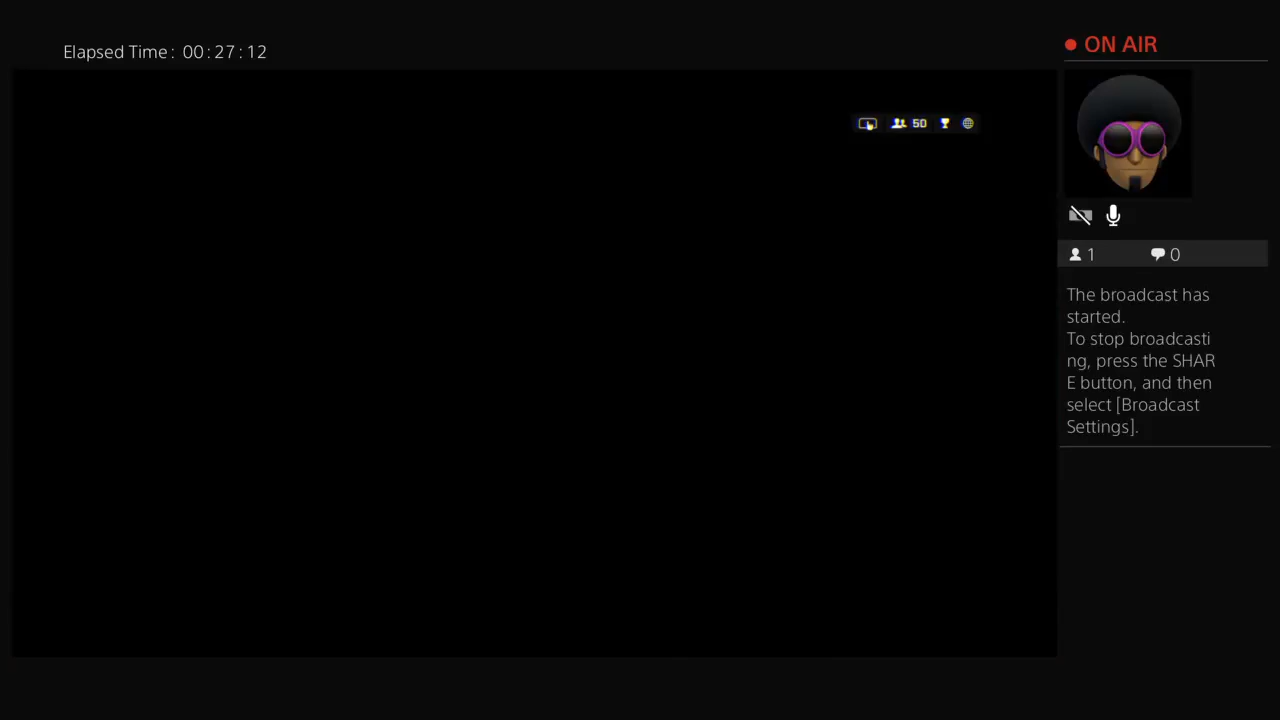 Elapsed Time: 00:27:12
ON AIR
50
1 0
The broadcast has
started.
To stop broadcasti
ng, press the SHAR
E button, and then
select [Broadcast
Settings].